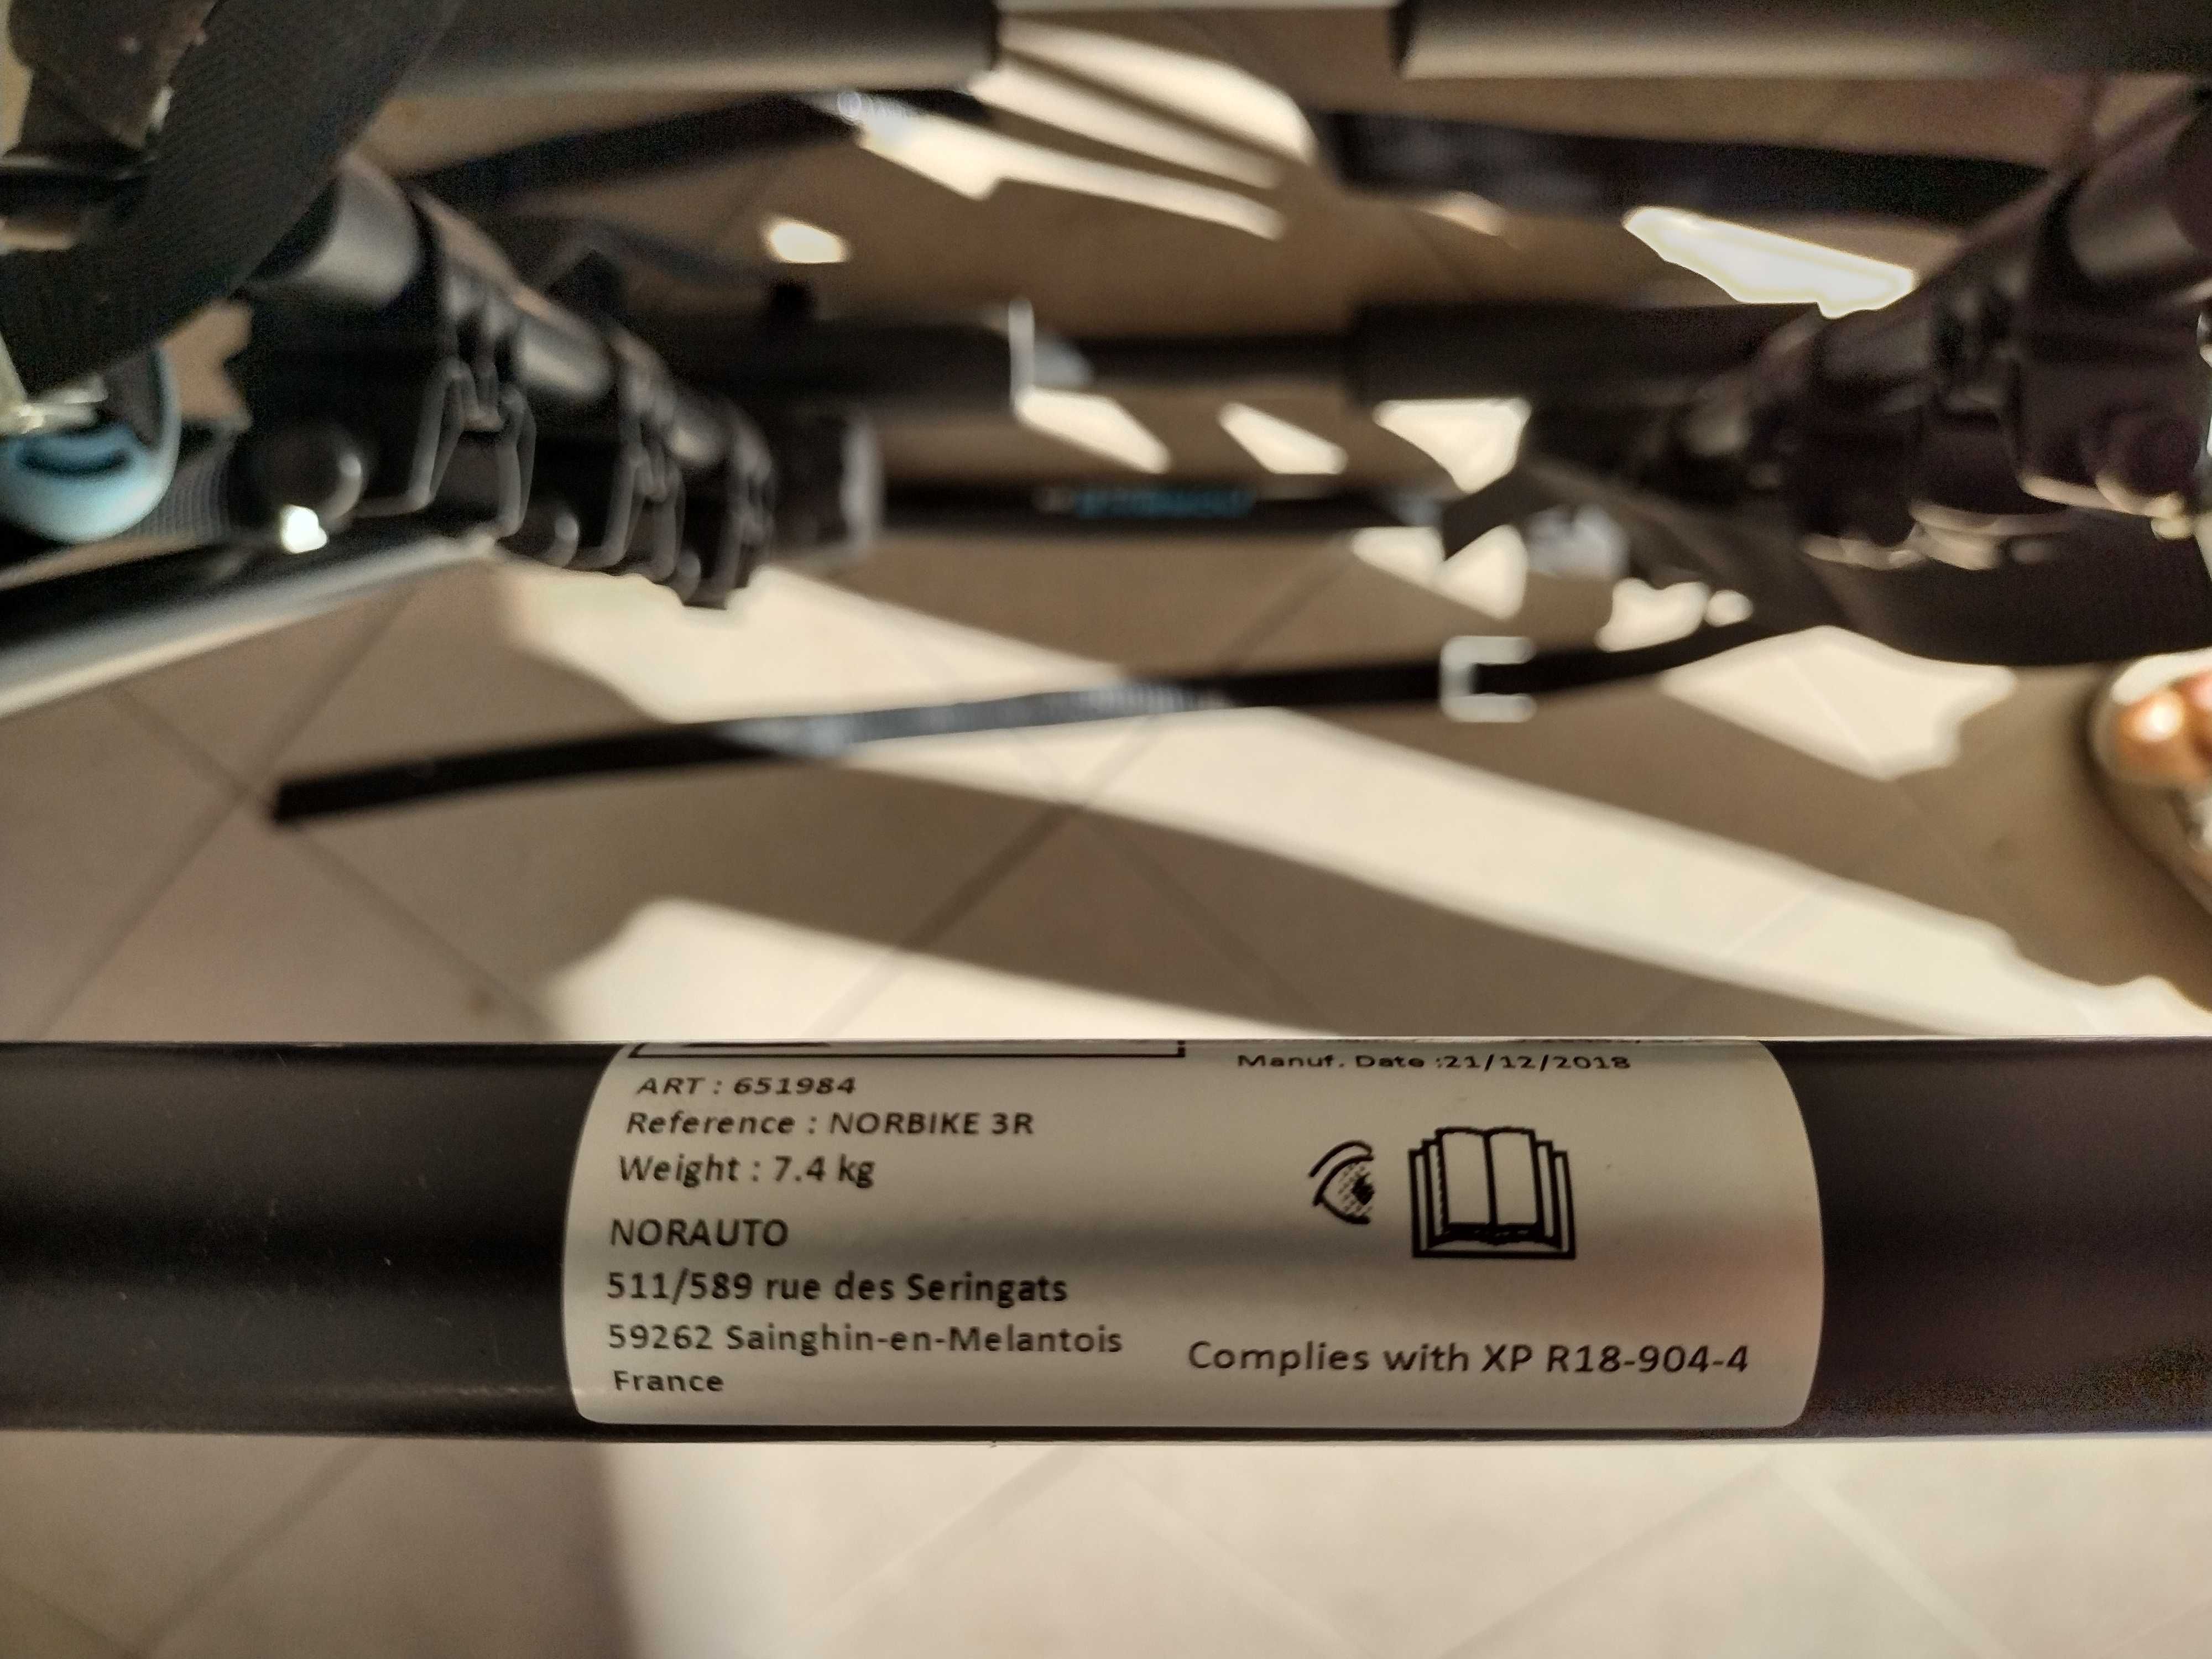 Manuf. Date :21/12/2018
ART : 651984
Reference : NORBIKE 3R
Weight : 7.4 kg
NORAUTO
511/589 rue des Seringats
59262 Sainghin-en-Melantois
France
Complies with XP R18-904-4